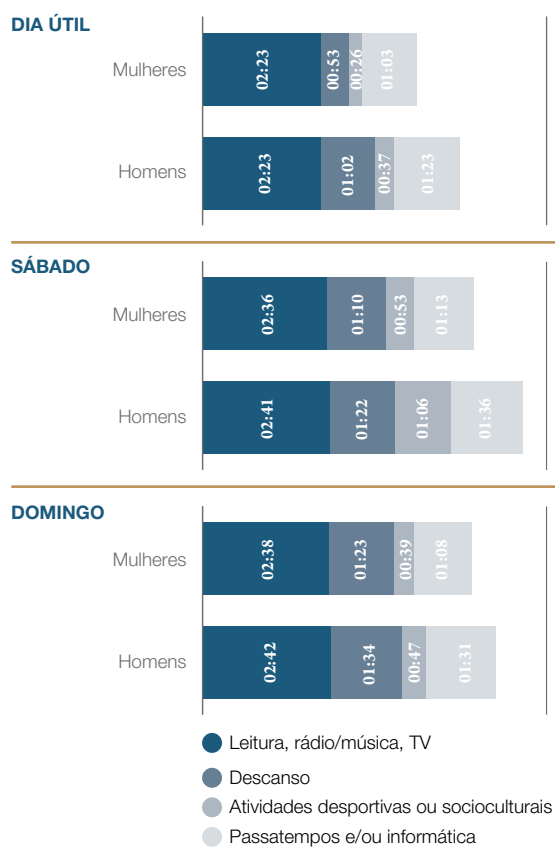 DIA ÚTIL
Mulheres
02:23 00:53 00:26 01:03
Homens
02:23 01:02 00:37 01:23
SÁBADO
Mulheres
02:36 01:10 00:53 01:13
Homens
02:41 01:22 01:06 01:36
DOMINGO
Mulheres
02:38 01:23 00:39 01:08
Homens
02:42 01:34 00:47 01:31
Leitura, rádio/música, TV
Descanso
Atividades desportivas ou socioculturais
Passatempos e/ou informática